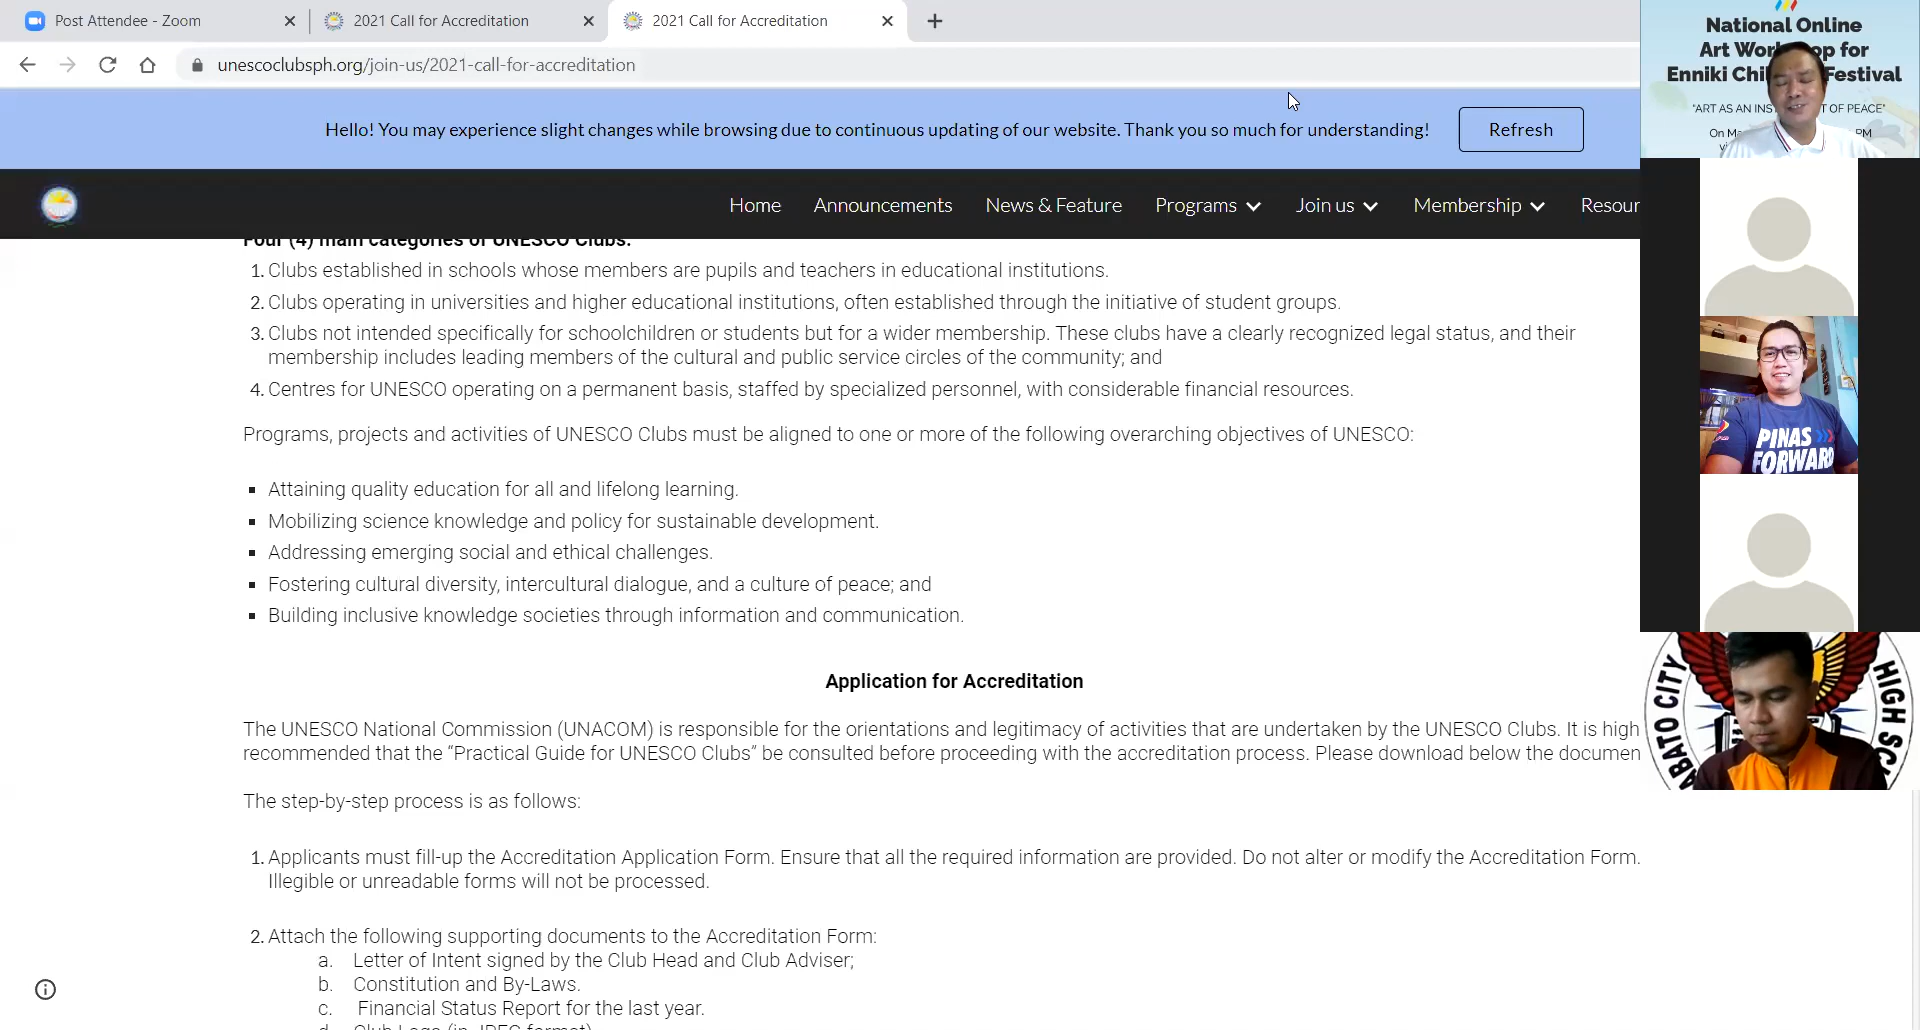 Post Attendee - Zoom
2021 Call for Accreditation
2021 Call for Accreditation
unescoclubsph.org/join-us/2021-call-for-accreditation
Hello! You may experience slight changes while browsing due to continuous updating of our website. Thank you so much for understanding!
Refresh
Home
Announcements
News & Feature
Programs
Join us
Membership
Resour
Four (4) main categories of UNESCO Clubs:
1. Clubs established in schools whose members are pupils and teachers in educational institutions.
2. Clubs operating in universities and higher educational institutions, often established through the initiative of student groups.
3. Clubs not intended specifically for schoolchildren or students but for a wider membership. These clubs have a clearly recognized legal status, and their
membership includes leading members of the cultural and public service circles of the community; and
4. Centres for UNESCO operating on a permanent basis, staffed by specialized personnel, with considerable financial resources.
Programs, projects and activities of UNESCO Clubs must be aligned to one or more of the following overarching objectives of UNESCO:
▪ Attaining quality education for all and lifelong learning.
▪ Mobilizing science knowledge and policy for sustainable development.
▪ Addressing emerging social and ethical challenges.
▪ Fostering cultural diversity, intercultural dialogue, and a culture of peace; and
▪ Building inclusive knowledge societies through information and communication.
Application for Accreditation
The UNESCO National Commission (UNACOM) is responsible for the orientations and legitimacy of activities that are undertaken by the UNESCO Clubs. It is high
recommended that the “Practical Guide for UNESCO Clubs” be consulted before proceeding with the accreditation process. Please download below the documen
The step-by-step process is as follows:
1. Applicants must fill-up the Accreditation Application Form. Ensure that all the required information are provided. Do not alter or modify the Accreditation Form.
Illegible or unreadable forms will not be processed.
2. Attach the following supporting documents to the Accreditation Form:
a. Letter of Intent signed by the Club Head and Club Adviser;
b. Constitution and By-Laws.
c. Financial Status Report for the last year.
d. Club Logo (in JPEG format)
National Online
Art Wor op for
Enniki Chi Festival
"ART AS AN INS T OF PEACE"
On Ma PM
PINAS
FORWARD
ABATO CITY
HIGH SC